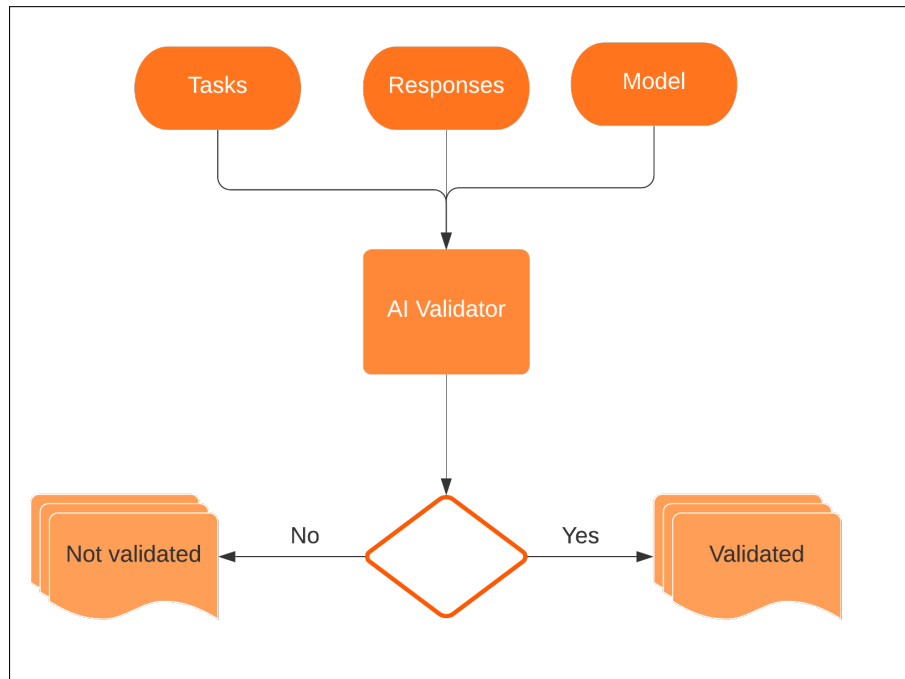 Tasks
Responses
Model
AI Validator
No
Yes
Not validated
Validated